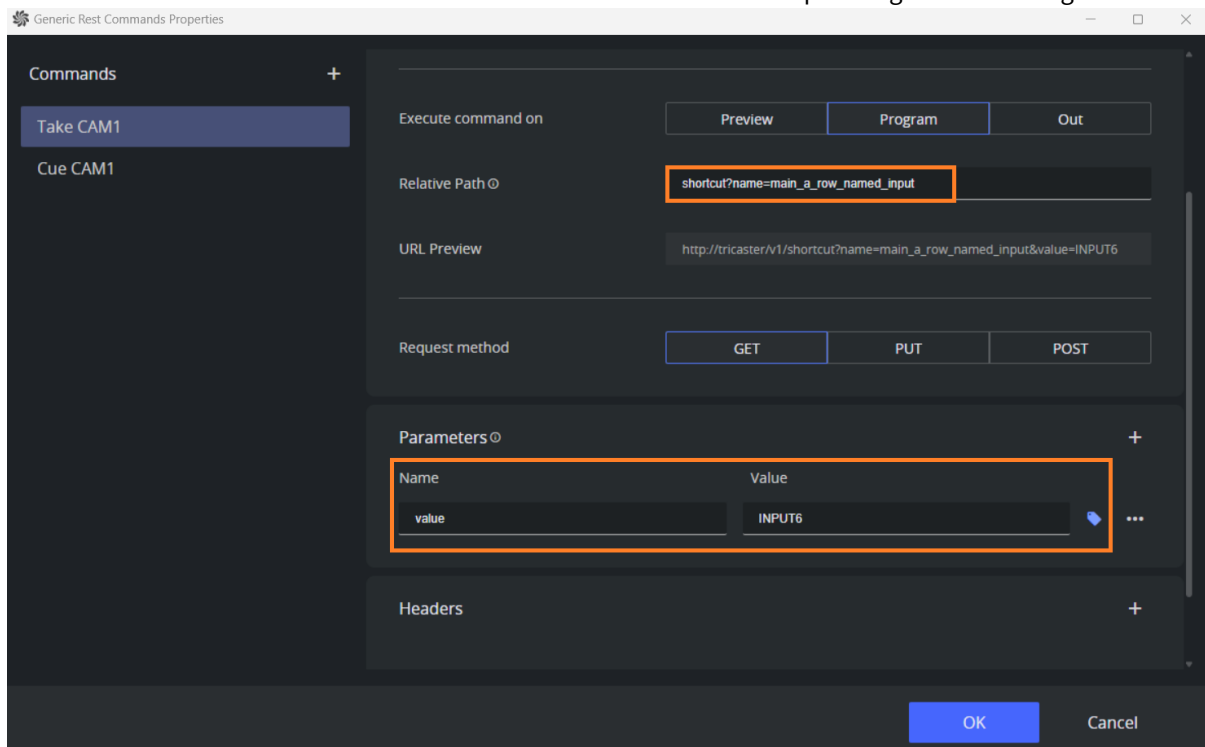 Generic Rest Commands Properties
Commands +
Take CAM1
Cue CAM1
Execute command on Preview Program Out
Relative Path shortcut?name=main_a_row_named_input
URL Preview http://tricaster/v1/shortcut?name=main_a_row_named_input&value=INPUT6
Request method GET PUT POST
Parameters +
Name Value
value INPUT6
Headers +
OK Cancel